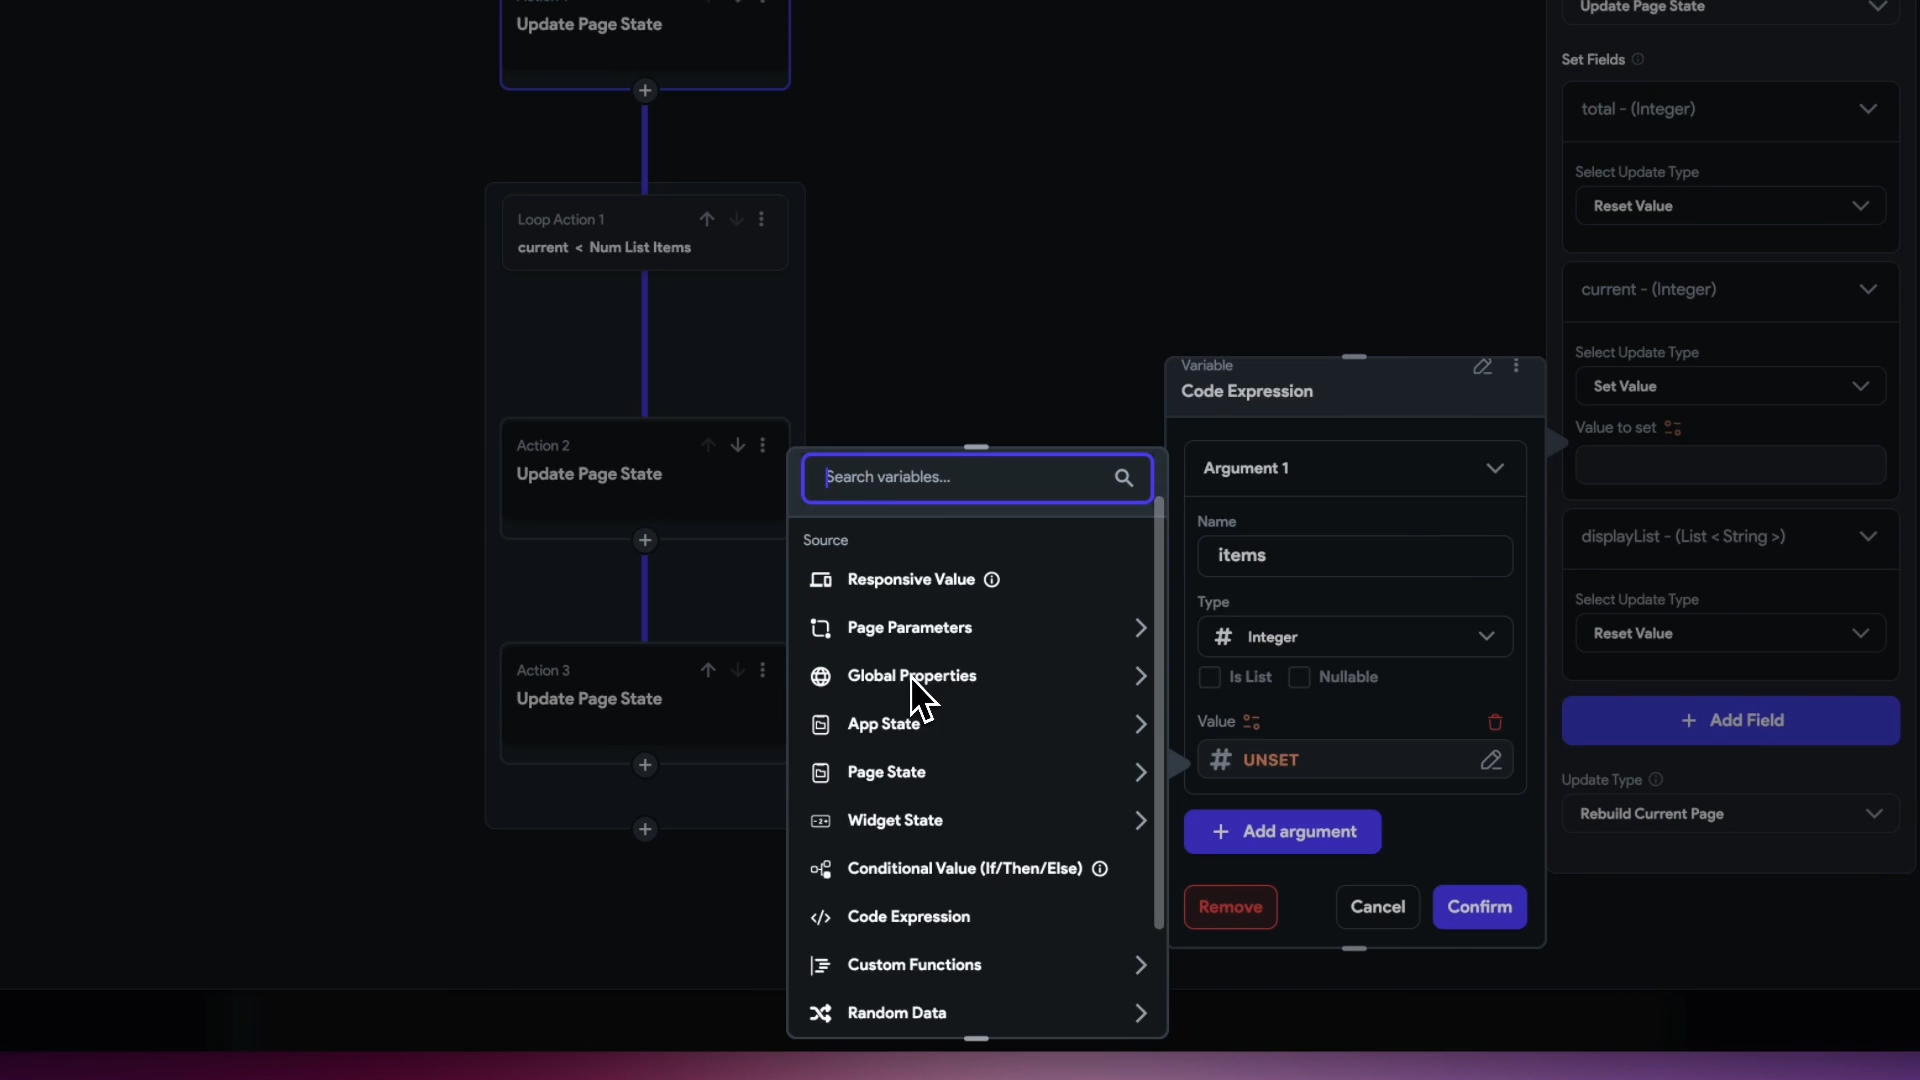 Update Page State
Loop Action 1
current < Num List Items
Action 2
Update Page State
Action 3
Update Page State
Search variables...
Source
Responsive Value
Page Parameters
Global Properties
App State
Page State
Widget State
Conditional Value (If/Then/Else)
</> Code Expression
Custom Functions
Random Data
Variable
Code Expression
Argument 1
Name
items
Type
# Integer
Is List
Nullable
Value
# UNSET
+ Add argument
Remove
Cancel
Confirm
Update Page State
Set Fields
total - (Integer)
Select Update Type
Reset Value
current - (Integer)
Select Update Type
Set Value
Value to set
displayList - (List < String >)
Select Update Type
Reset Value
+ Add Field
Update Type
Rebuild Current Page